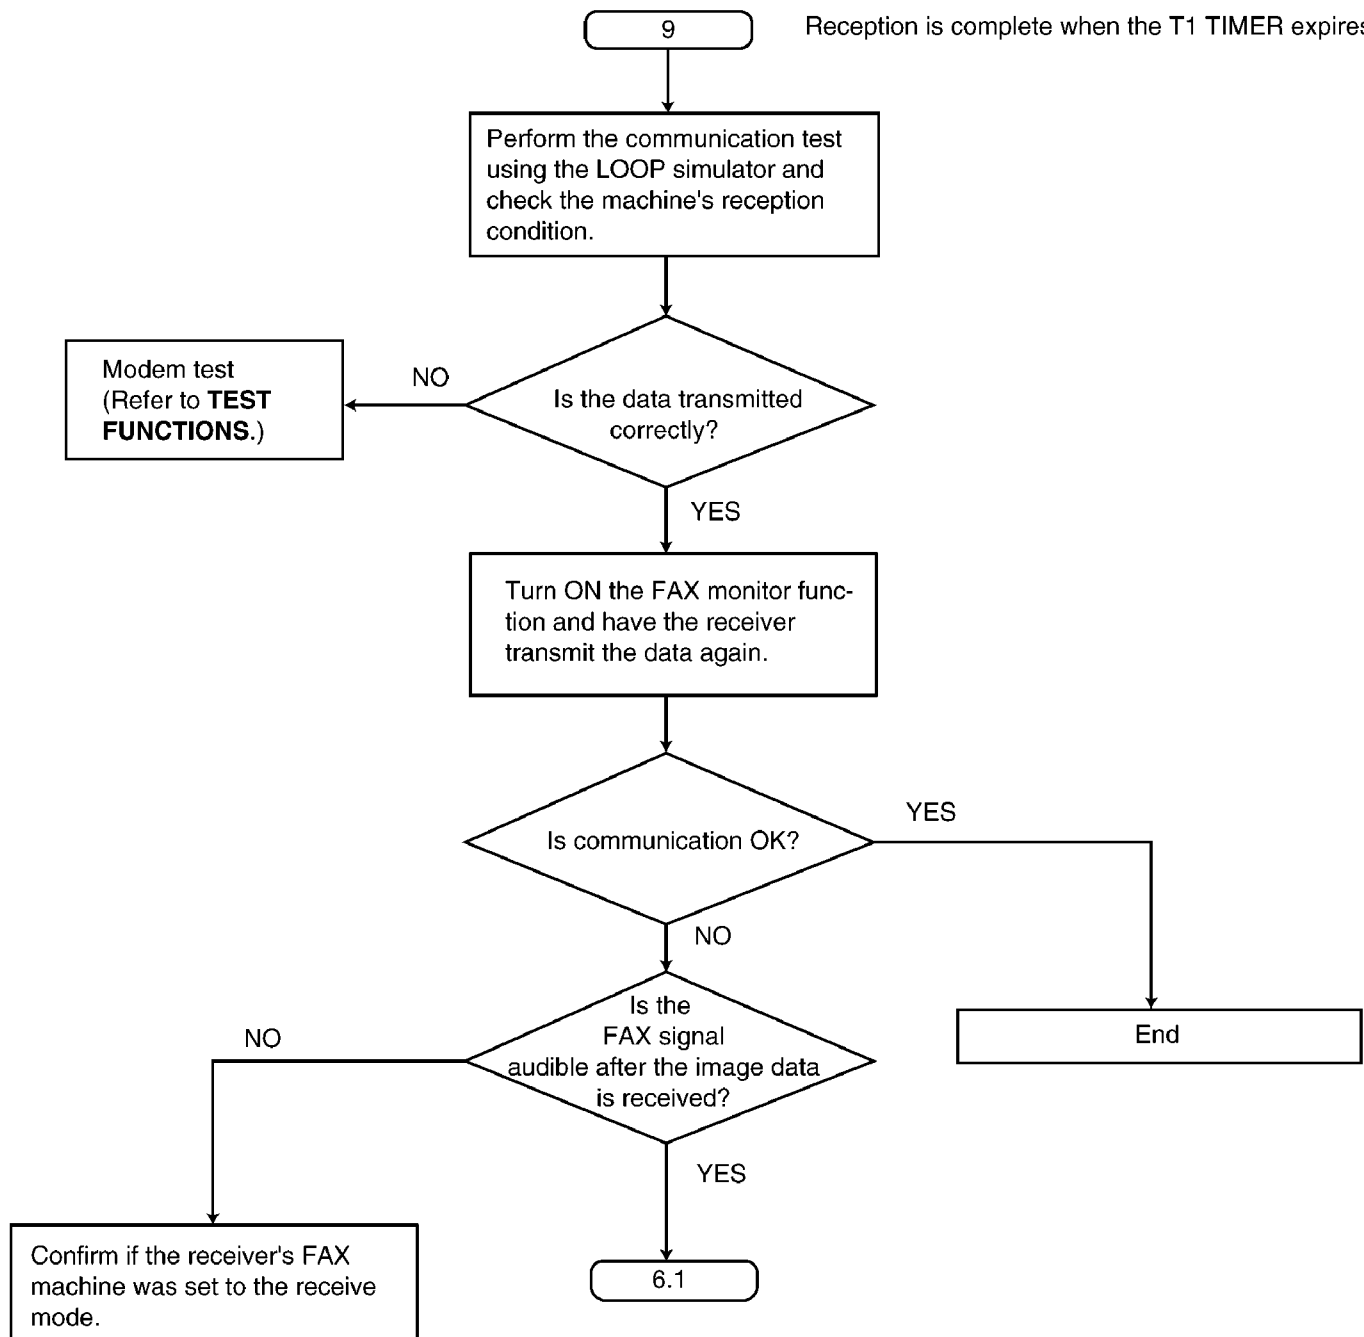 9
Reception is complete when the T1 TIMER expires
Perform the communication test
using the LOOP simulator and
check the machine's reception
condition.
Modem test
(Refer to TEST
FUNCTIONS.)
NO
Is the data transmitted
correctly?
YES
Turn ON the FAX monitor func-
tion and have the receiver
transmit the data again.
Is communication OK?
YES
NO
Is the
FAX signal
audible after the image data
is received?
NO
End
YES
Confirm if the receiver's FAX
machine was set to the receive
mode.
6.1